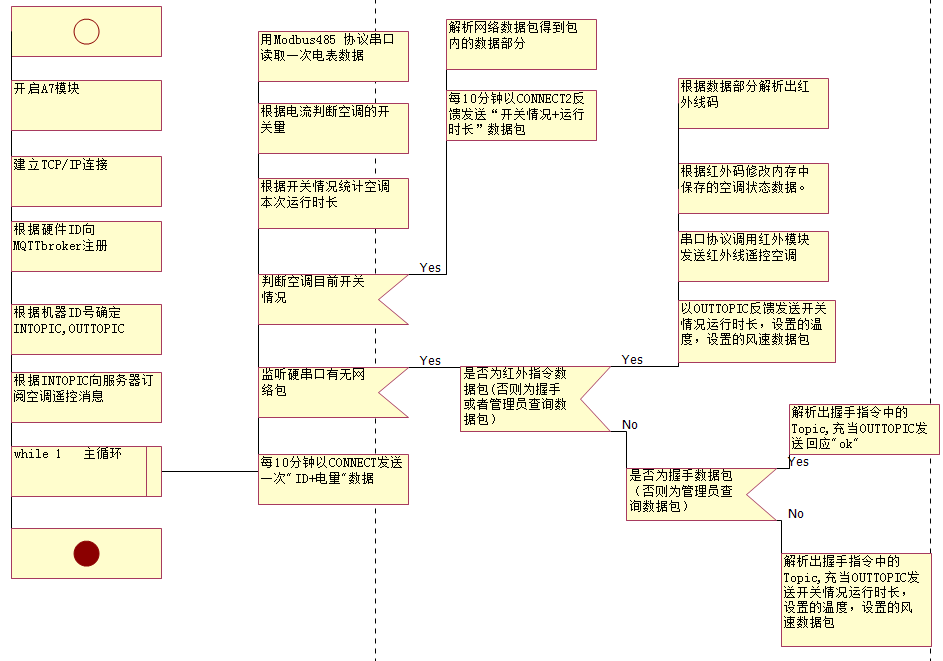 开启A7模块
建立TCP/IP连接
根据硬件ID向
MQTTbroker注册
根据机器ID号确定
INTOPIC,OUTTOPIC
根据INTOPIC向服务器订
阅空调遥控消息
while 1 主循环
用Modbus485 协议串口
读取一次电表数据
根据电流判断空调的开
关量
根据开关情况统计空调
本次运行时长
判断空调目前开关
情况
Yes
监听硬串口有无网
络包
Yes
每10分钟以CONNECT发送
一次"ID+电量"数据
解析网络数据包得到包
内的数据部分
每10分钟以CONNECT2反
馈发送“开关情况+运行
时长”数据包
是否为红外指令数
据包(否则为握手
或者管理员查询数
据包)
Yes
No
根据数据部分解析出红
外线码
根据红外码修改内存中
保存的空调状态数据。
串口协议调用红外模块
发送红外线遥控空调
以OUTTOPIC反馈发送开关
情况运行时长，设置的温
度，设置的风速数据包
是否为握手数据包
（否则为管理员查
询数据包）
Yes
No
解析出握手指令中的
Topic,充当OUTTOPIC发
送回应"ok"
解析出握手指令中的
Topic,充当OUTTOPIC发
送开关情况运行时长，
设置的温度，设置的风
速数据包